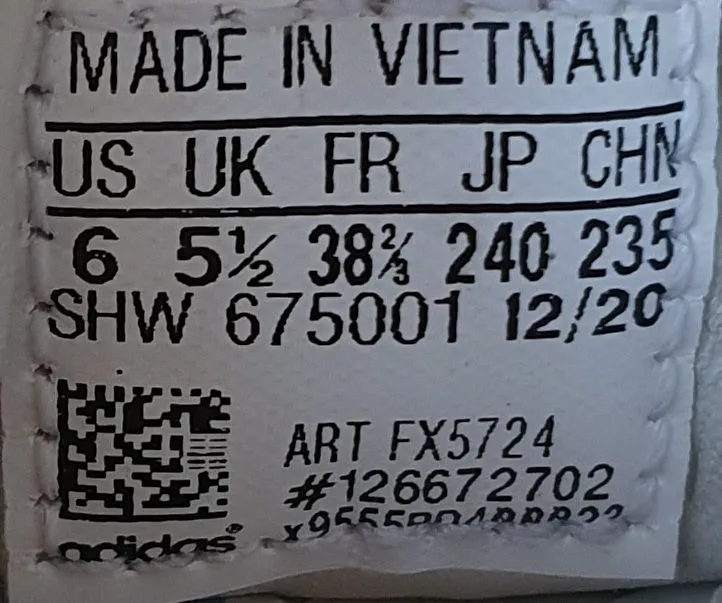 MADE IN VIETNAM
US UK FR JP CHN
6 5½ 38⅔ 240 235
SHW 675001 12/20
ART FX5724
#126672702
adidas